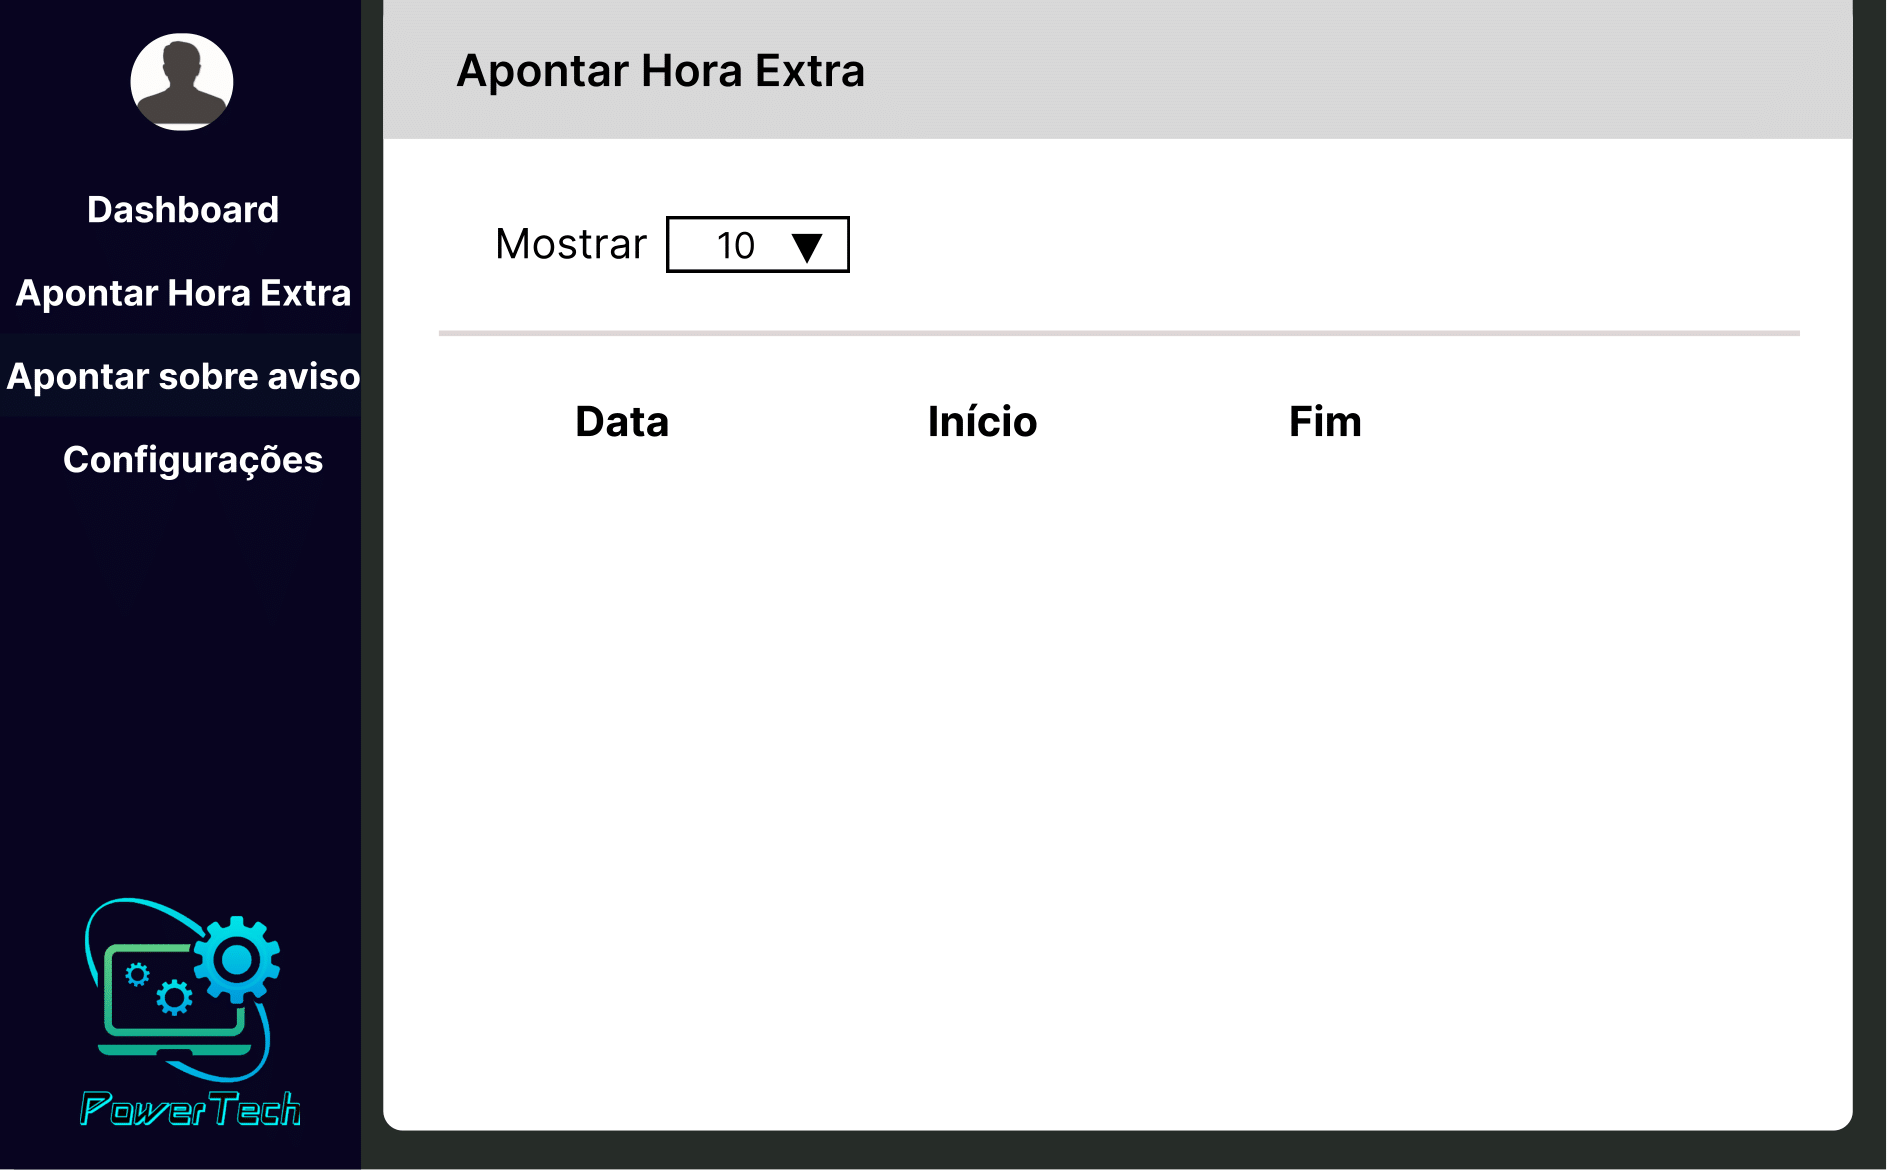 Dashboard
Apontar Hora Extra
Apontar sobre aviso
Configurações
PowerTech
Apontar Hora Extra
Mostrar 10 ▼
Data Início Fim